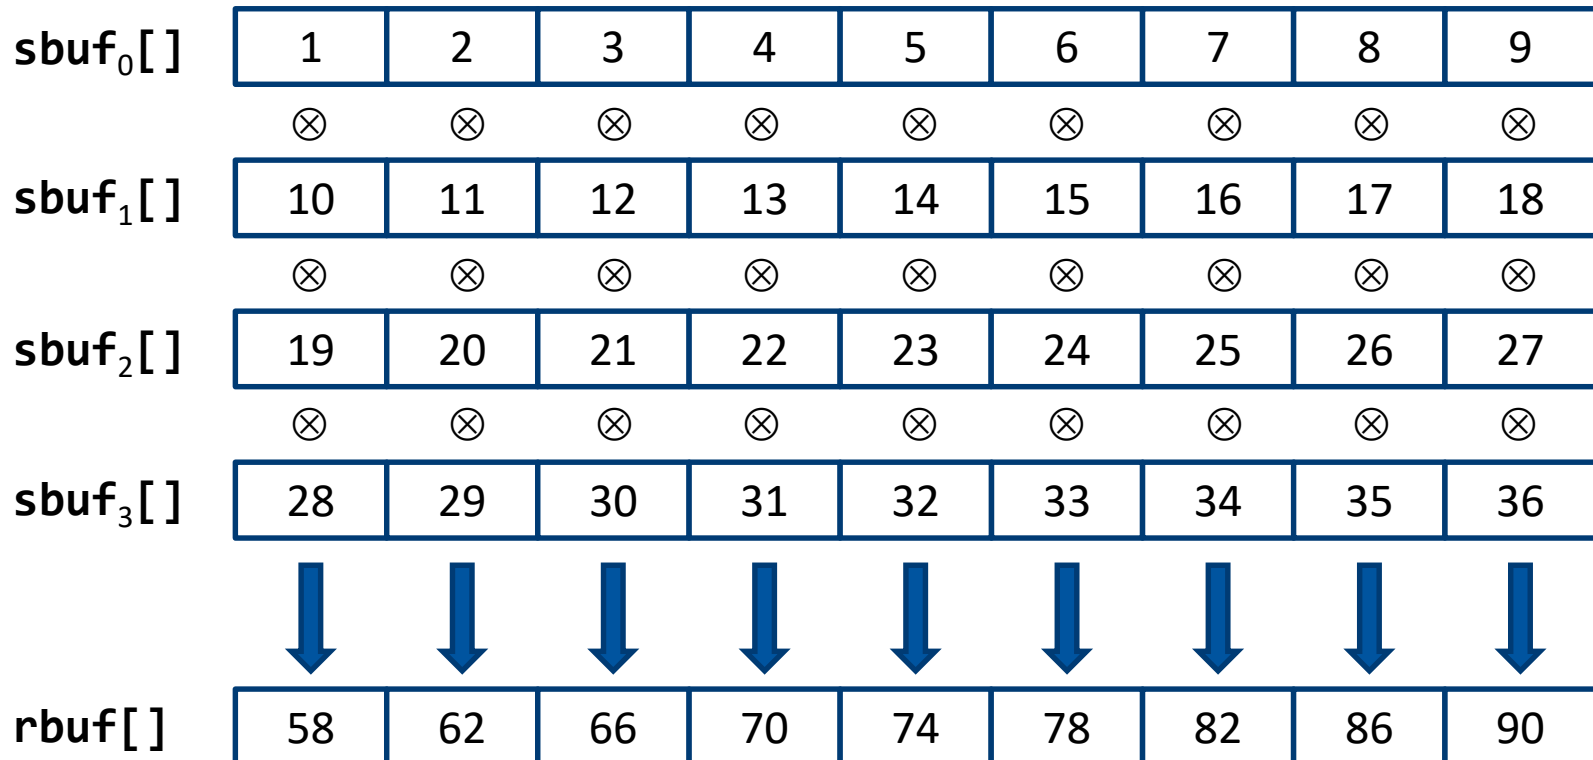 sbuf₀[] 1 2 3 4 5 6 7 8 9
⊗ ⊗ ⊗ ⊗ ⊗ ⊗ ⊗ ⊗ ⊗
sbuf₁[] 10 11 12 13 14 15 16 17 18
⊗ ⊗ ⊗ ⊗ ⊗ ⊗ ⊗ ⊗ ⊗
sbuf₂[] 19 20 21 22 23 24 25 26 27
⊗ ⊗ ⊗ ⊗ ⊗ ⊗ ⊗ ⊗ ⊗
sbuf₃[] 28 29 30 31 32 33 34 35 36
rbuf[] 58 62 66 70 74 78 82 86 90